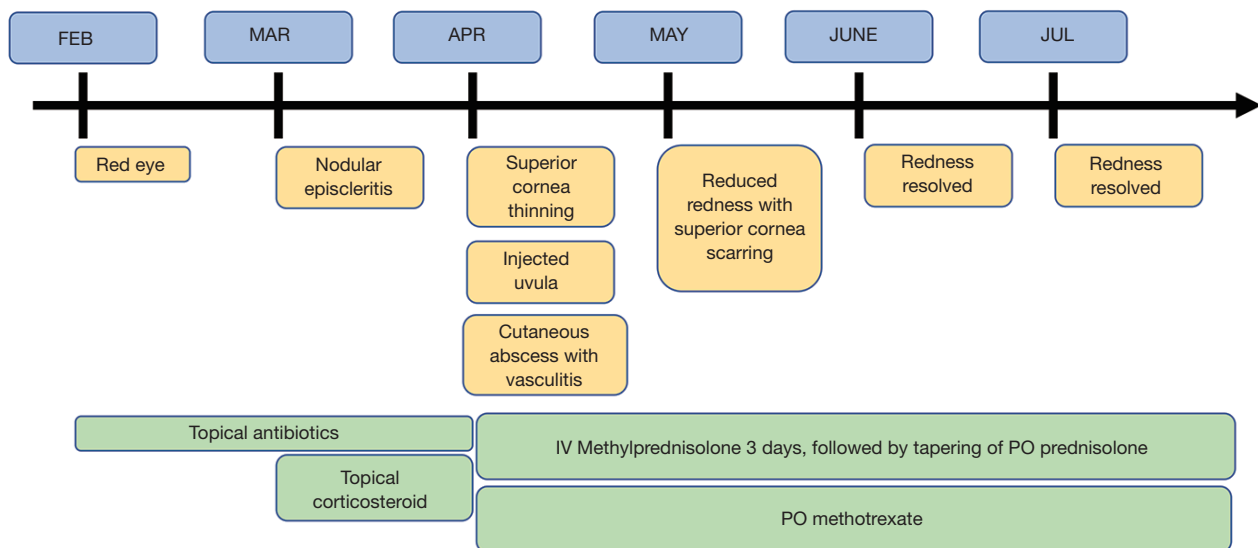 FEB
MAR
APR
MAY
JUNE
JUL
Red eye
Nodular
episcleritis
Superior
cornea
thinning
Injected
uvula
Cutaneous
abscess with
vasculitis
Reduced
redness with
superior cornea
scarring
Redness
resolved
Redness
resolved
Topical antibiotics
Topical
corticosteroid
IV Methylprednisolone 3 days, followed by tapering of PO prednisolone
PO methotrexate